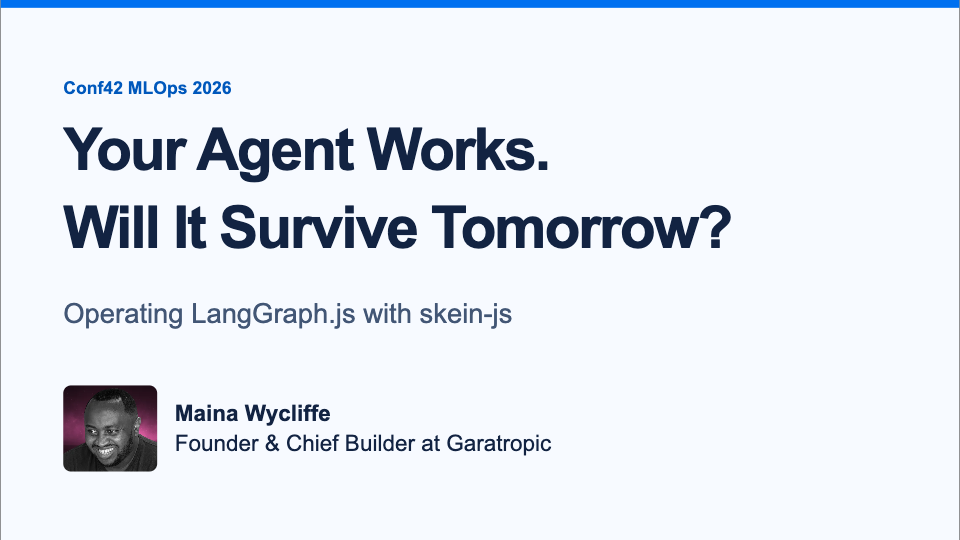 Conf42 MLOps 2026
Your Agent Works.
Will It Survive Tomorrow?
Operating LangGraph.js with skein-js
Maina Wycliffe
Founder & Chief Builder at Garatropic